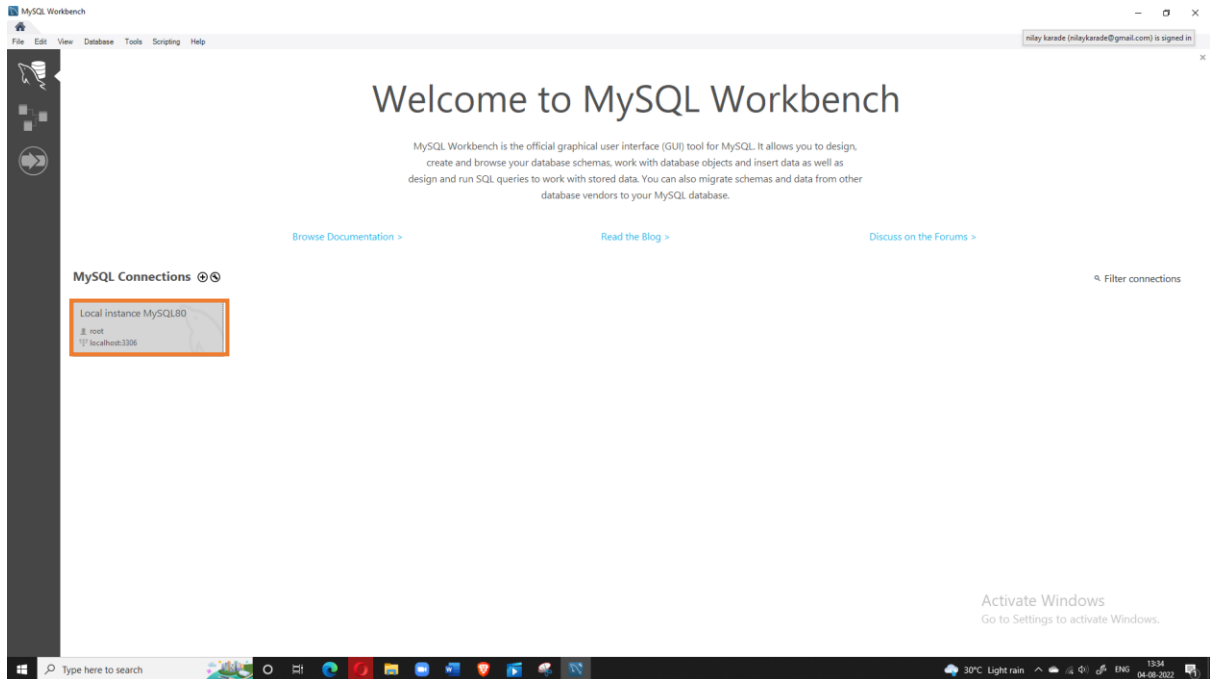 MySQL Workbench
File Edit View Database Tools Scripting Help
nilay karade (nilaykarade@gmail.com) is signed in
Welcome to MySQL Workbench
MySQL Workbench is the official graphical user interface (GUI) tool for MySQL. It allows you to design,
create and browse your database schemas, work with database objects and insert data as well as
design and run SQL queries to work with stored data. You can also migrate schemas and data from other
database vendors to your MySQL database.
Browse Documentation > Read the Blog > Discuss on the Forums >
MySQL Connections Filter connections
Local instance MySQL80
root
localhost:3306
Activate Windows
Go to Settings to activate Windows.
Type here to search 30°C Light rain ENG 13:34
04-08-2022